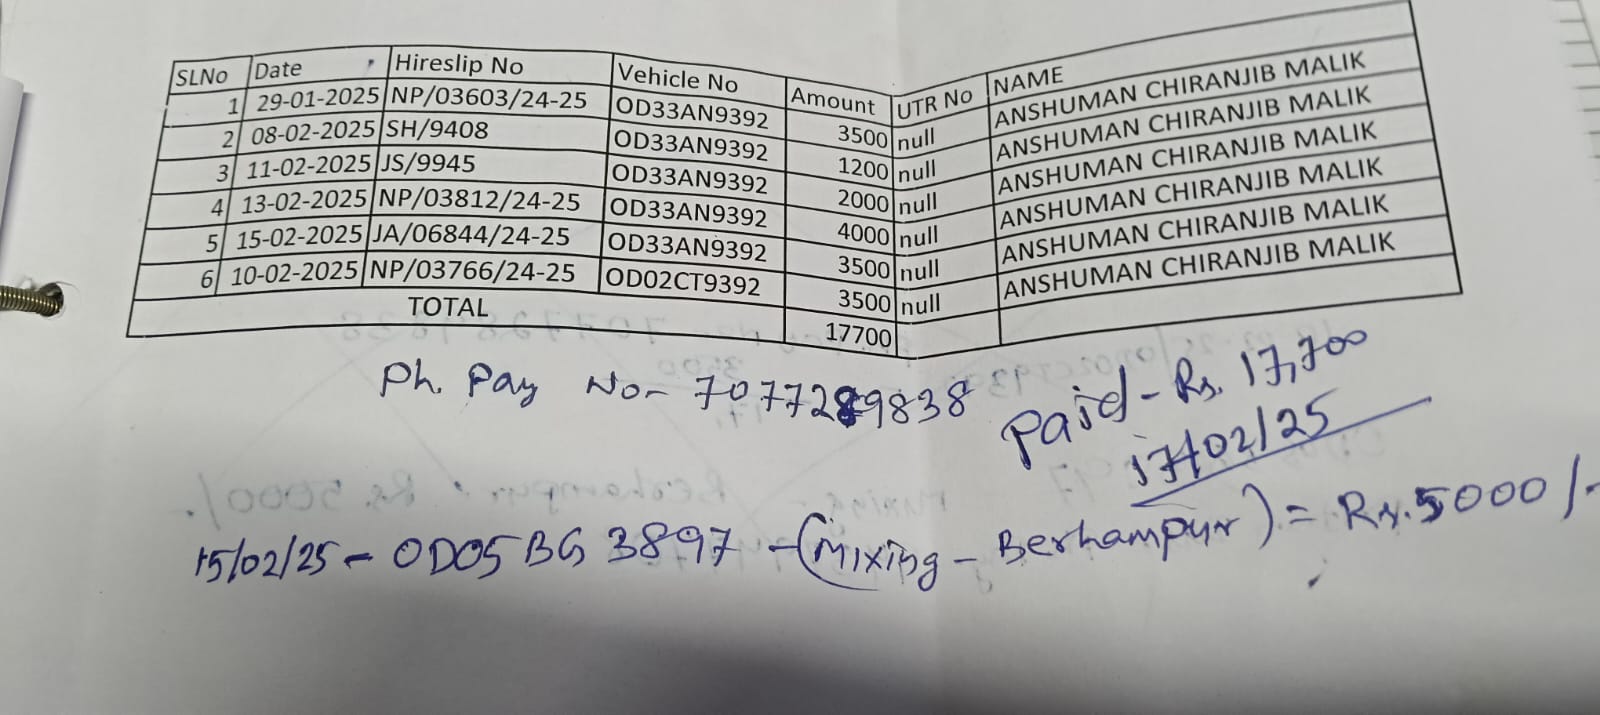 SLNo Date Hireslip No Vehicle No Amount UTR No NAME
1 29-01-2025 NP/03603/24-25 OD33AN9392 3500 null ANSHUMAN CHIRANJIB MALIK
2 08-02-2025 SH/9408 OD33AN9392 1200 null ANSHUMAN CHIRANJIB MALIK
3 11-02-2025 JS/9945 OD33AN9392 2000 null ANSHUMAN CHIRANJIB MALIK
4 13-02-2025 NP/03812/24-25 OD33AN9392 4000 null ANSHUMAN CHIRANJIB MALIK
5 15-02-2025 JA/06844/24-25 OD33AN9392 3500 null ANSHUMAN CHIRANJIB MALIK
6 10-02-2025 NP/03766/24-25 OD02CT9392 3500 null ANSHUMAN CHIRANJIB MALIK
TOTAL 17700
Ph. Pay No-
Paid - Rs. 17,700
17/02/25
15/02/25 - OD05BG 3897 - (Mixing - Berhampur) = Rs. 5000/-